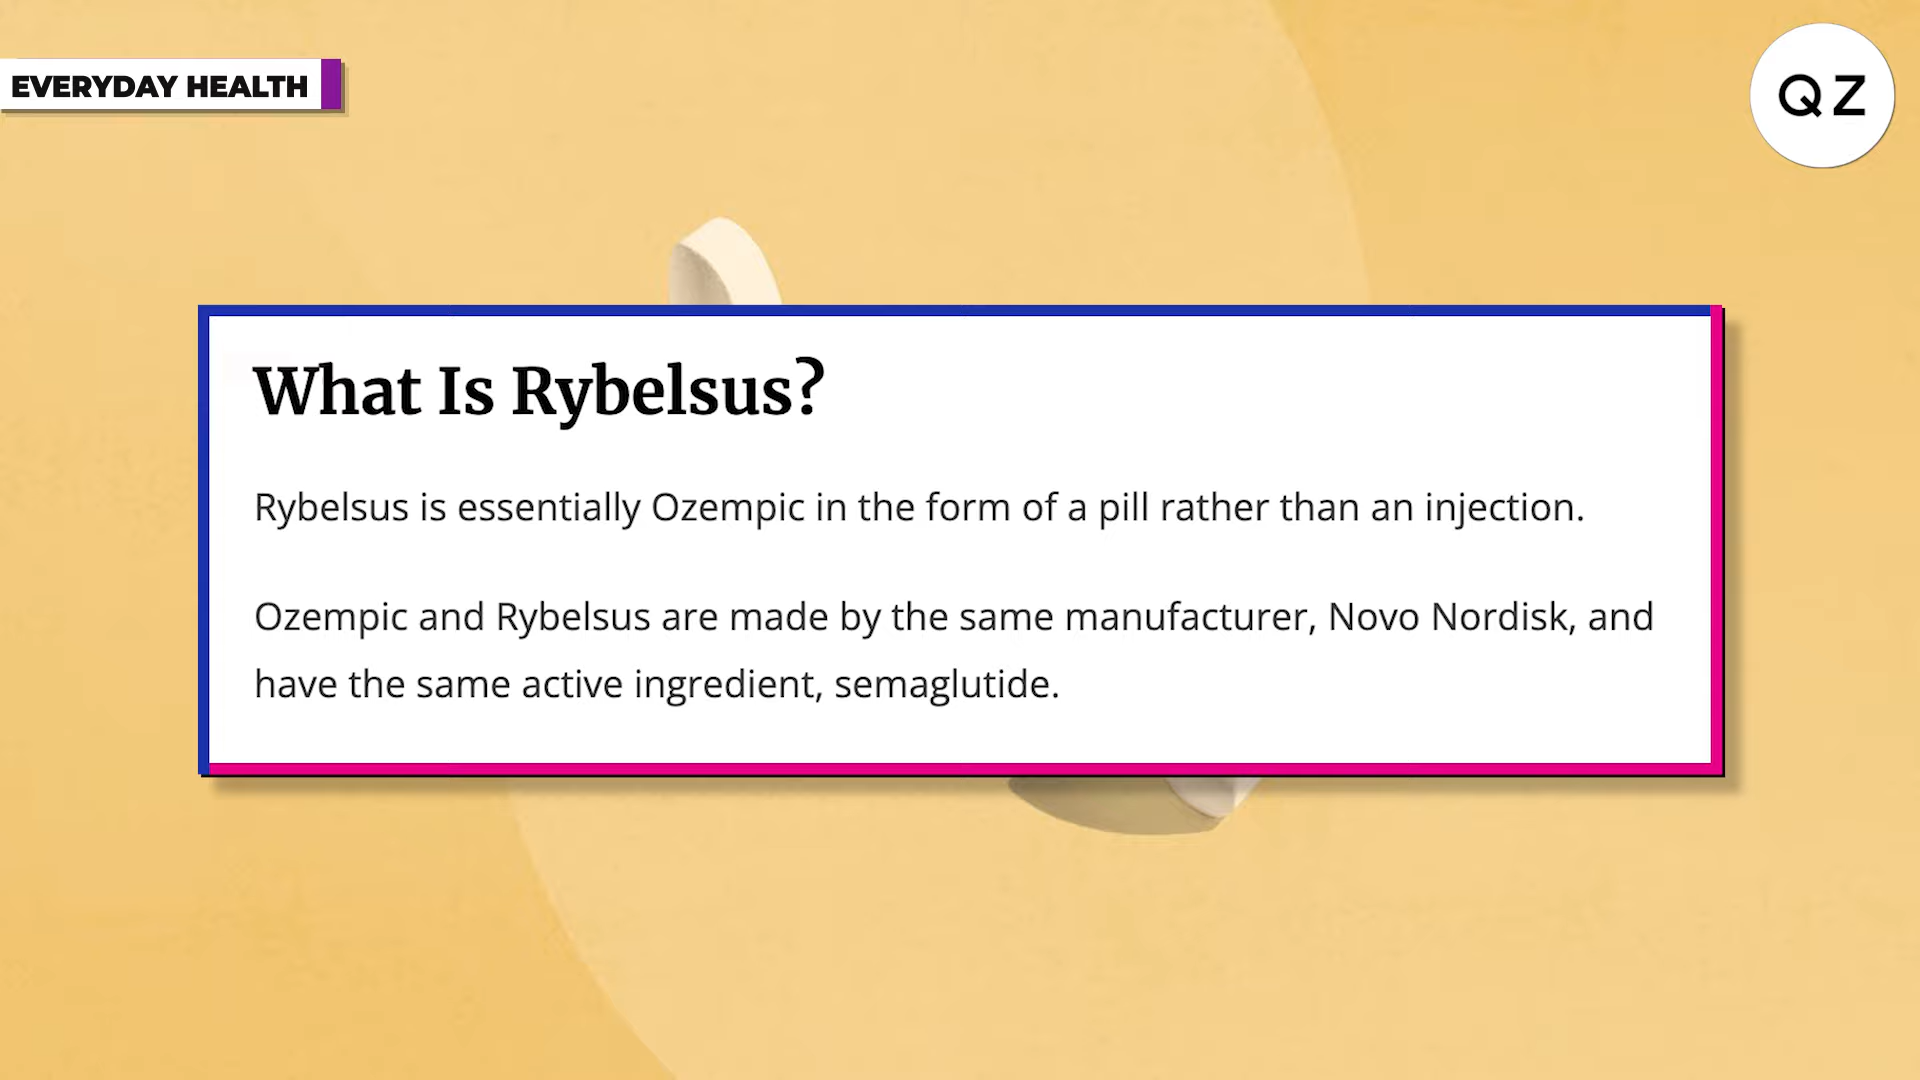 EVERYDAY HEALTH
QZ
What Is Rybelsus?
Rybelsus is essentially Ozempic in the form of a pill rather than an injection.
Ozempic and Rybelsus are made by the same manufacturer, Novo Nordisk, and
have the same active ingredient, semaglutide.